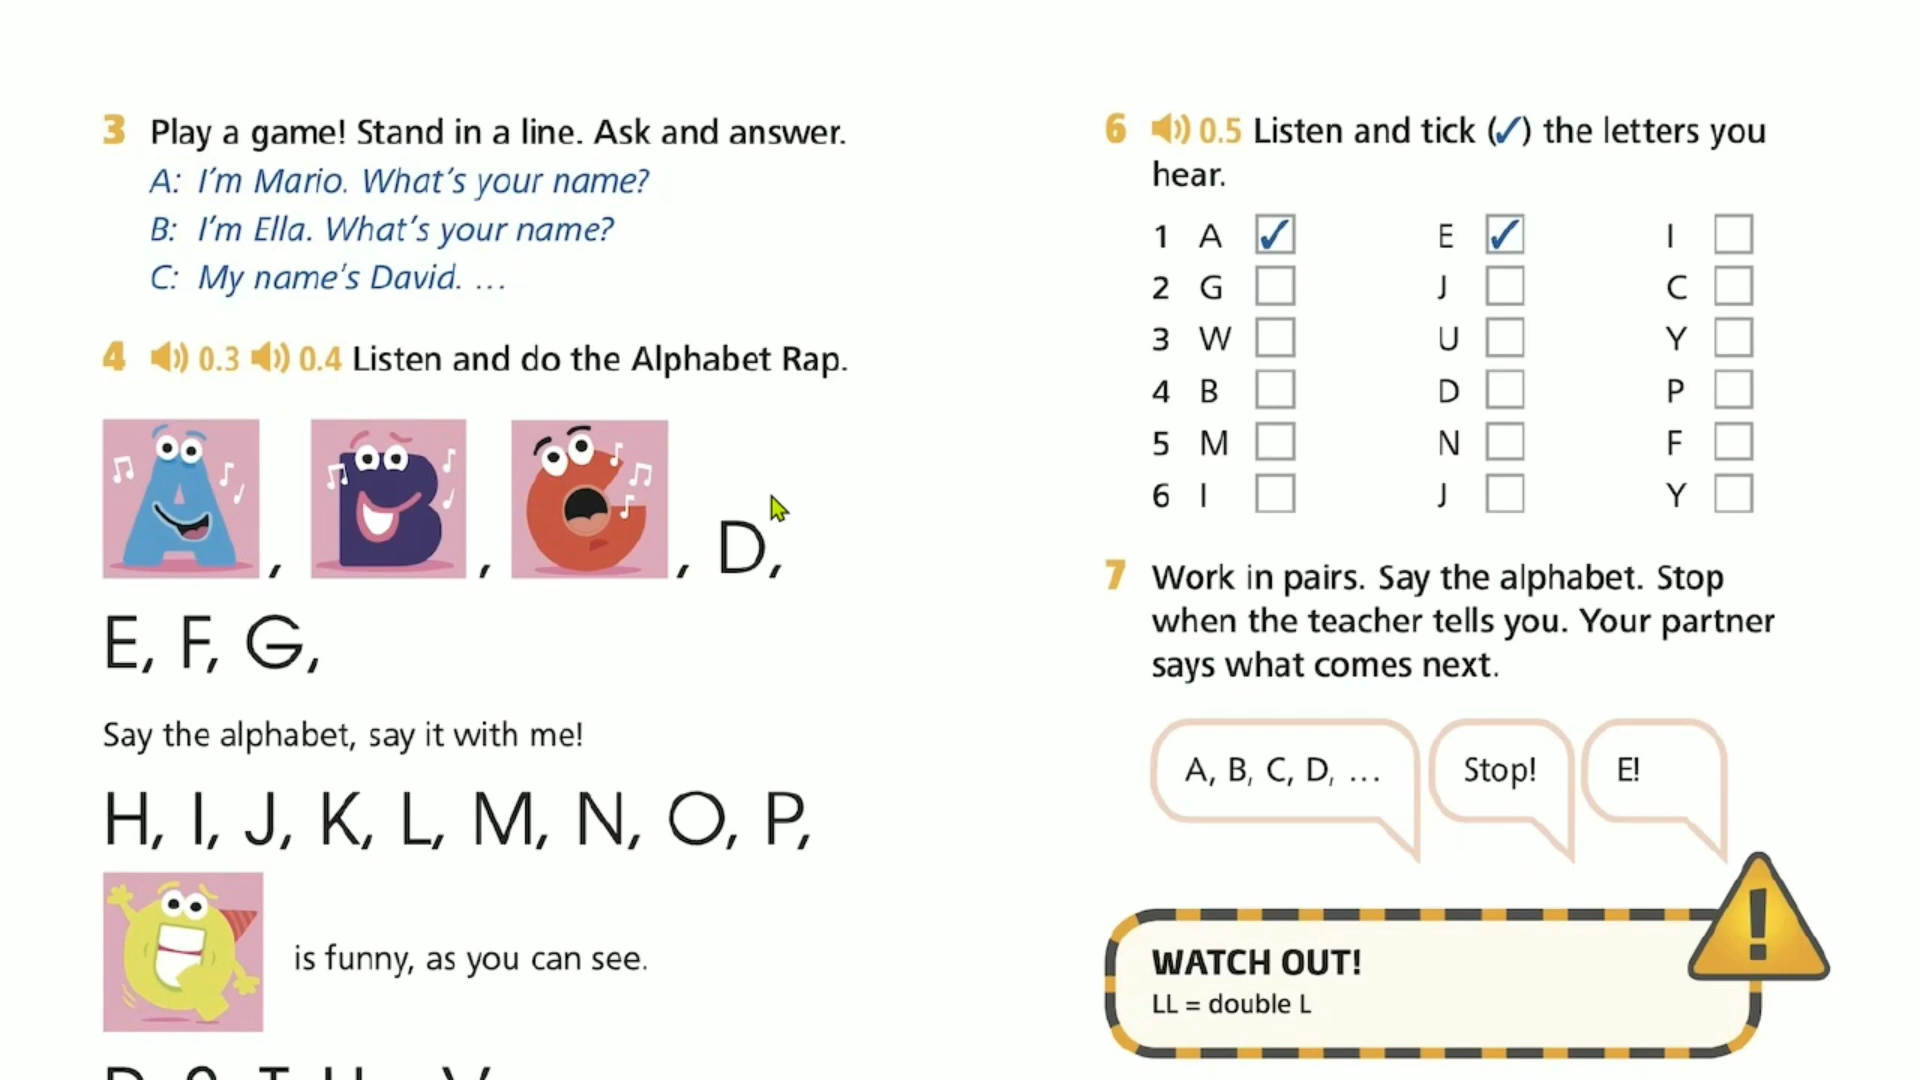 3 Play a game! Stand in a line. Ask and answer.
A: I'm Mario. What's your name?
B: I'm Ella. What's your name?
C: My name's David. ...
4 0.3 0.4 Listen and do the Alphabet Rap.
A, B, C, D,
E, F, G,
Say the alphabet, say it with me!
H, I, J, K, L, M, N, O, P,
Q is funny, as you can see.
6 0.5 Listen and tick (✓) the letters you
hear.
1 A ✓ E ✓ I
2 G J C
3 W U Y
4 B D P
5 M N F
6 I J Y
7 Work in pairs. Say the alphabet. Stop
when the teacher tells you. Your partner
says what comes next.
A, B, C, D, ... Stop! E!
!
WATCH OUT!
LL = double L